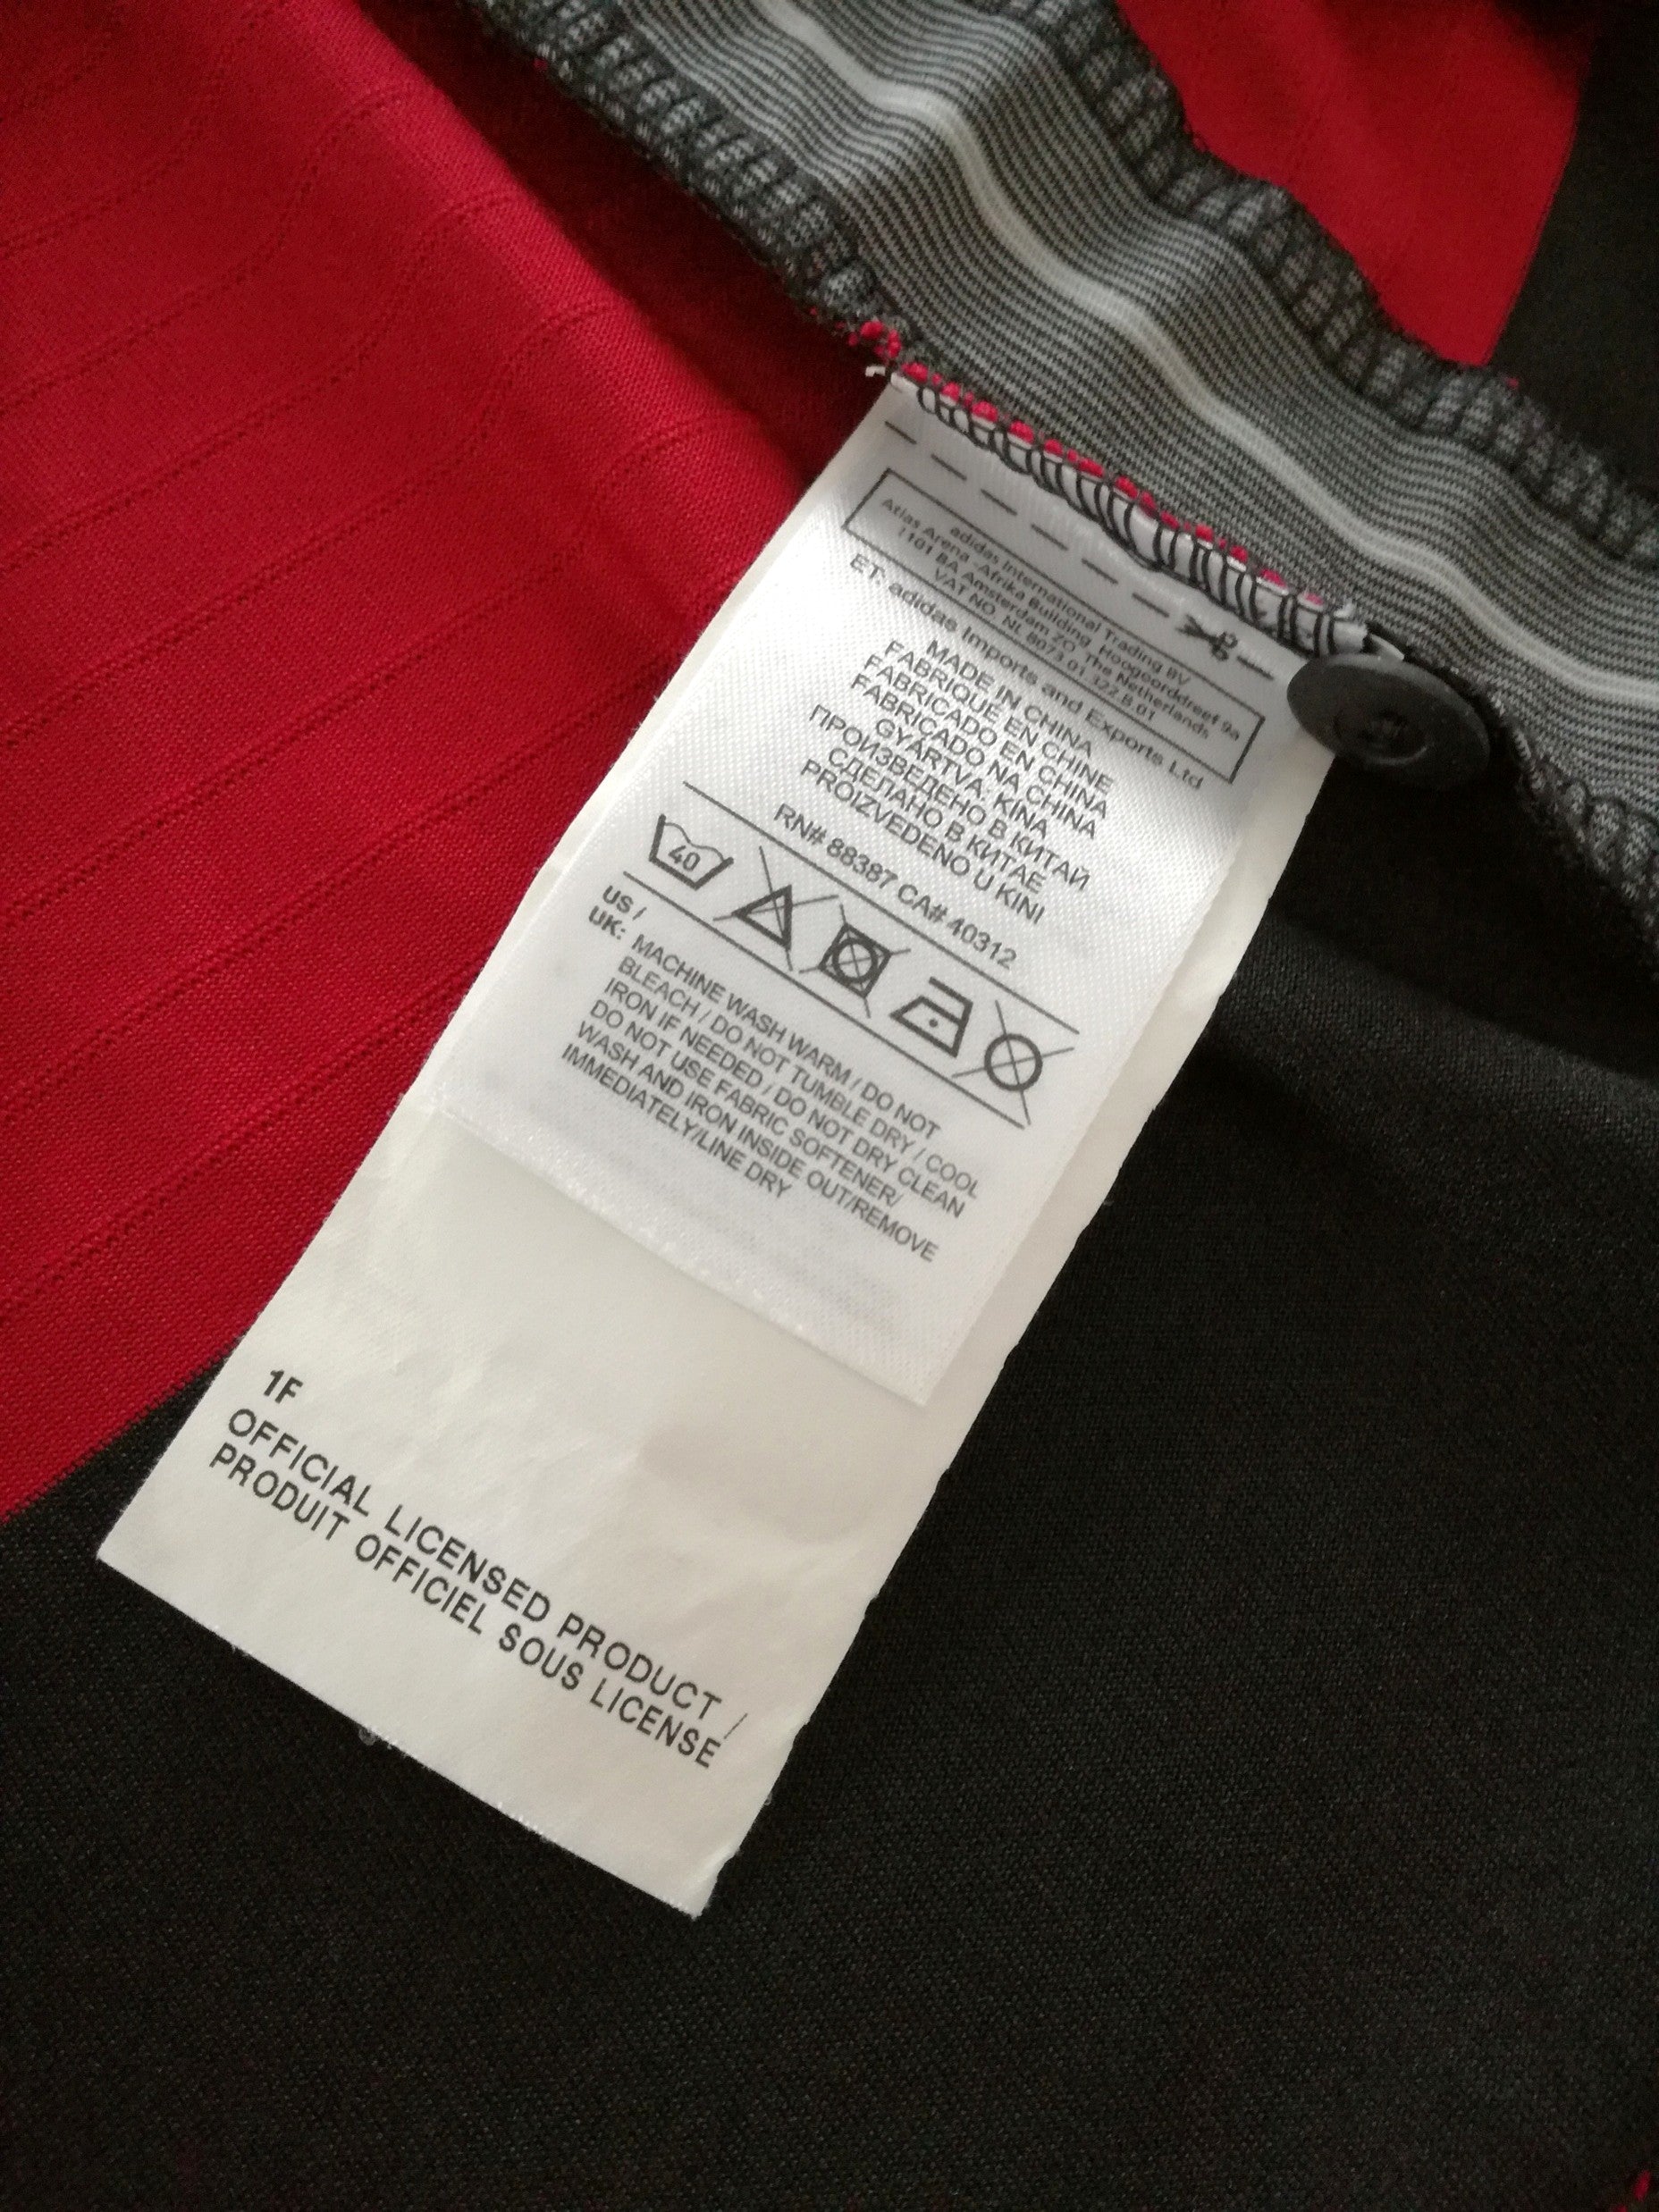 adidas International Trading BV
Atlas Arena -Afrika Building, Hoogoorddreef 9a
1101 BA, Amsterdam ZO, The Netherlands
VAT NO. NL 8073 01 322 B 01
ET: adidas Imports and Exports Ltd
MADE IN CHINA
FABRIQUÉ EN CHINE
FABRICADO EN CHINA
FABRICADO NA CHINA
GYÁRTVA: KÍNA
ПРОИЗВЕДЕНО В КИТАЙ
СДЕЛАНО В КИТАЕ
PROIZVEDENO U KINI
RN# 88387 CA# 40312
40
US /
UK: MACHINE WASH WARM / DO NOT
BLEACH / DO NOT TUMBLE DRY / COOL
IRON IF NEEDED / DO NOT DRY CLEAN
DO NOT USE FABRIC SOFTENER/
WASH AND IRON INSIDE OUT/REMOVE
IMMEDIATELY/LINE DRY
1F
OFFICIAL LICENSED PRODUCT /
PRODUIT OFFICIEL SOUS LICENSE